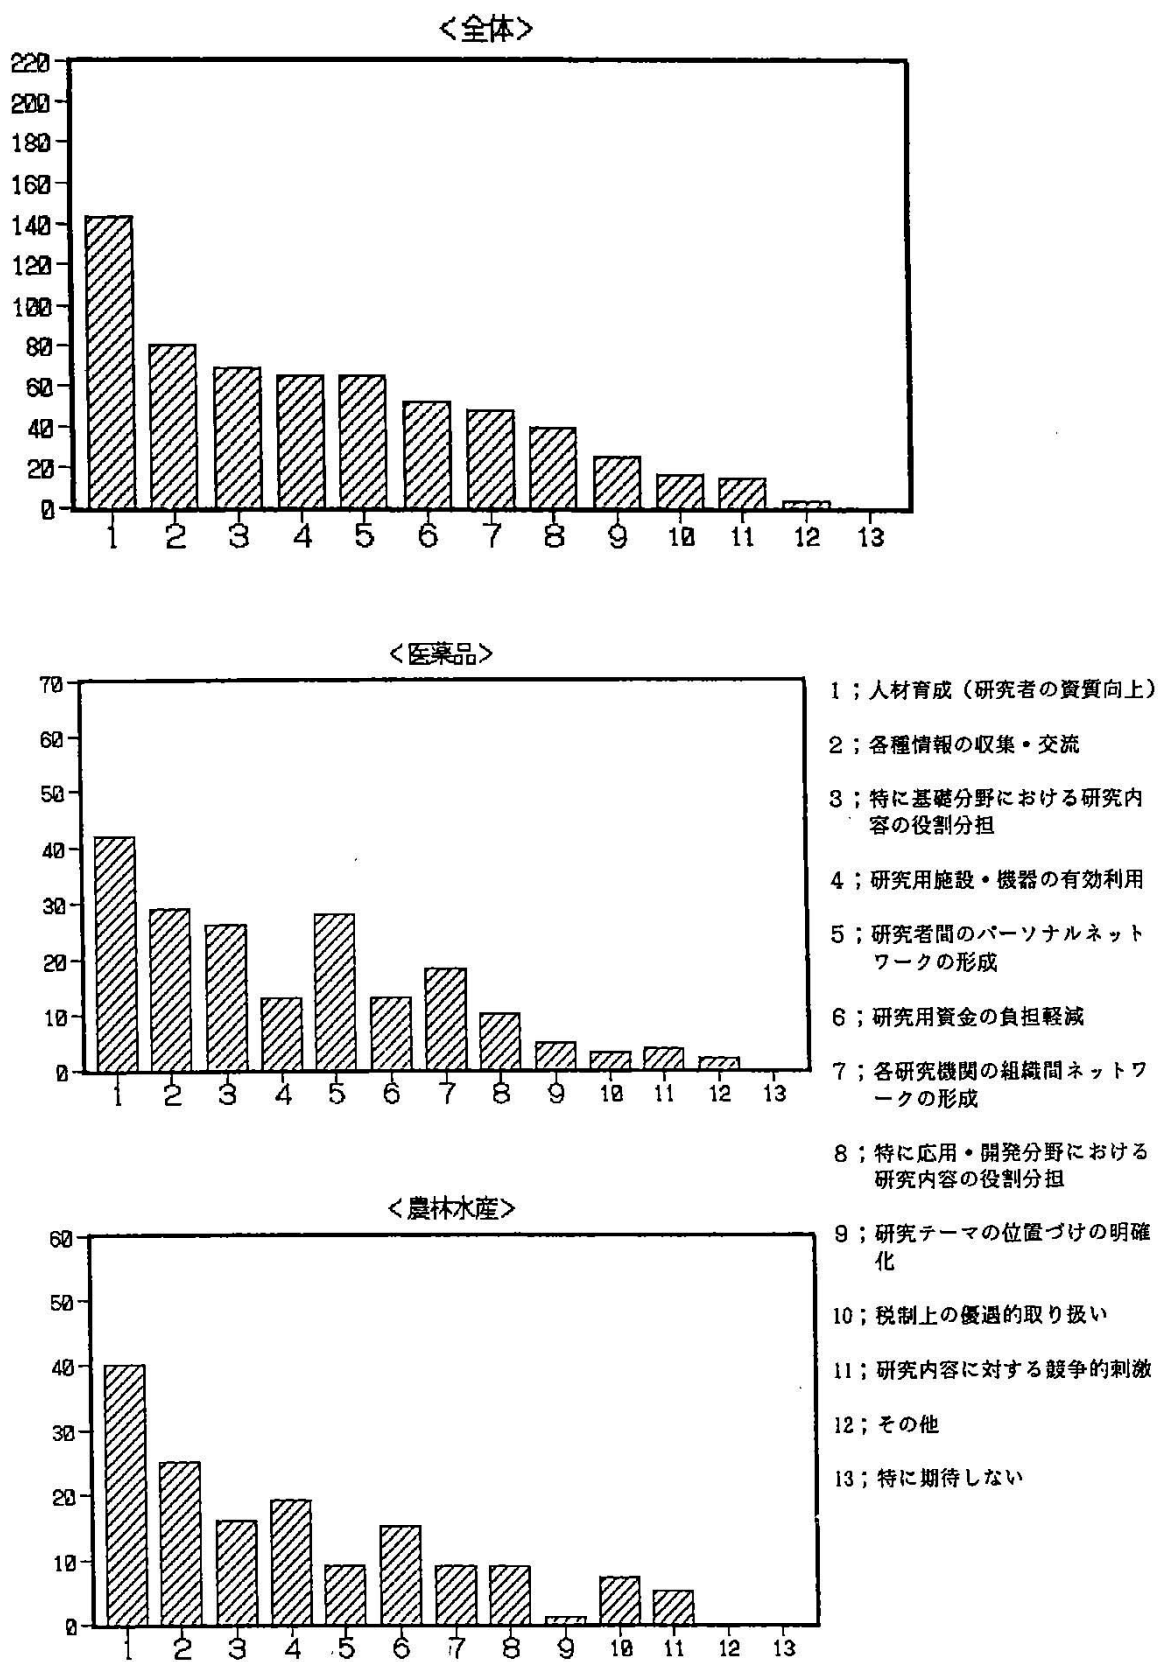 <全体>
220
200
180
160
140
120
100
80
60
40
20
0
1 2 3 4 5 6 7 8 9 10 11 12 13
<医薬品>
70
60
50
40
30
20
10
0
1 2 3 4 5 6 7 8 9 10 11 12 13
1；人材育成（研究者の資質向上）
2；各種情報の収集・交流
3；特に基礎分野における研究内
容の役割分担
4；研究用施設・機器の有効利用
5；研究者間のパーソナルネット
ワークの形成
6；研究用資金の負担軽減
7；各研究機関の組織間ネットワ
ークの形成
8；特に応用・開発分野における
研究内容の役割分担
9；研究テーマの位置づけの明確
化
10；税制上の優遇的取り扱い
11；研究内容に対する競争的刺激
12；その他
13；特に期待しない
<農林水産>
60
50
40
30
20
10
0
1 2 3 4 5 6 7 8 9 10 11 12 13